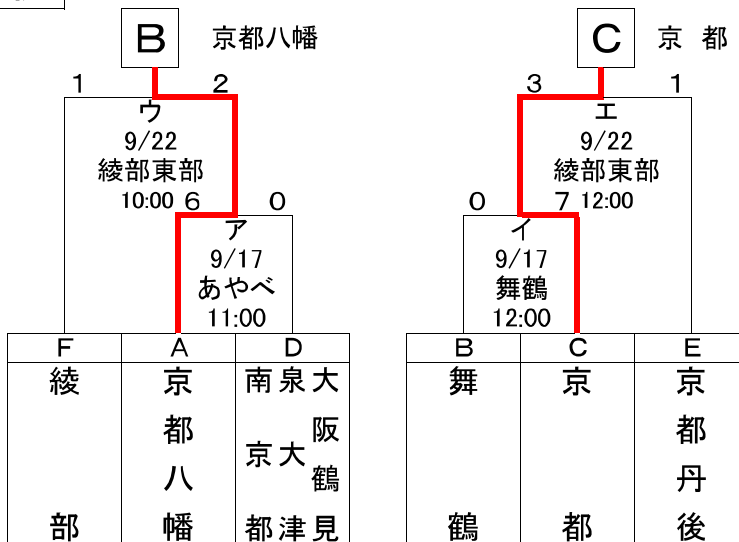 B 京都八幡
C 京都
1 2
3 1
ウ
9/22
綾部東部
10:00
エ
9/22
綾部東部
12:00
6 0
0 7
ア
9/17
あやべ
11:00
イ
9/17
舞鶴
12:00
F A D
B C E
綾部
京都八幡
大阪鶴見
泉大津
南京都
舞鶴
京都
京都丹後